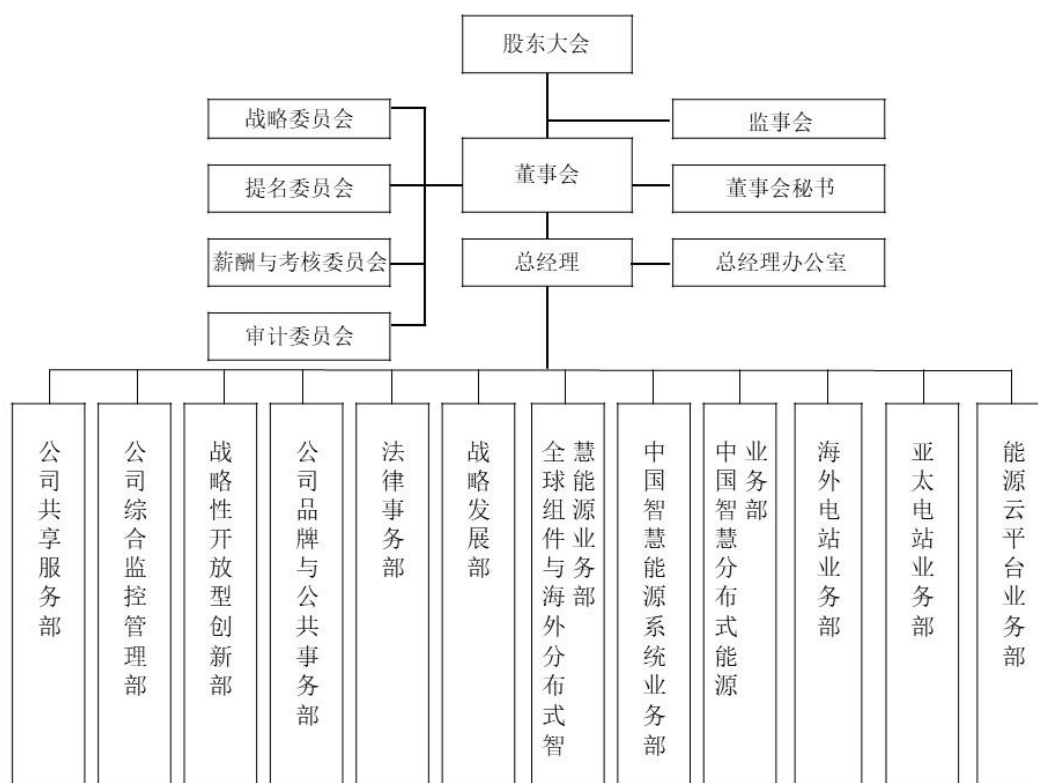 股东大会
战略委员会
监事会
提名委员会
董事会
董事会秘书
薪酬与考核委员会
总经理
总经理办公室
审计委员会
公司共享服务部
公司综合监控管理部
战略性开放型创新部
公司品牌与公共事务部
法律事务部
战略发展部
全球组件与海外分布式智
慧能源业务部
中国智慧能源系统业务部
中国智慧分布式能源
业务部
海外电站业务部
亚太电站业务部
能源云平台业务部